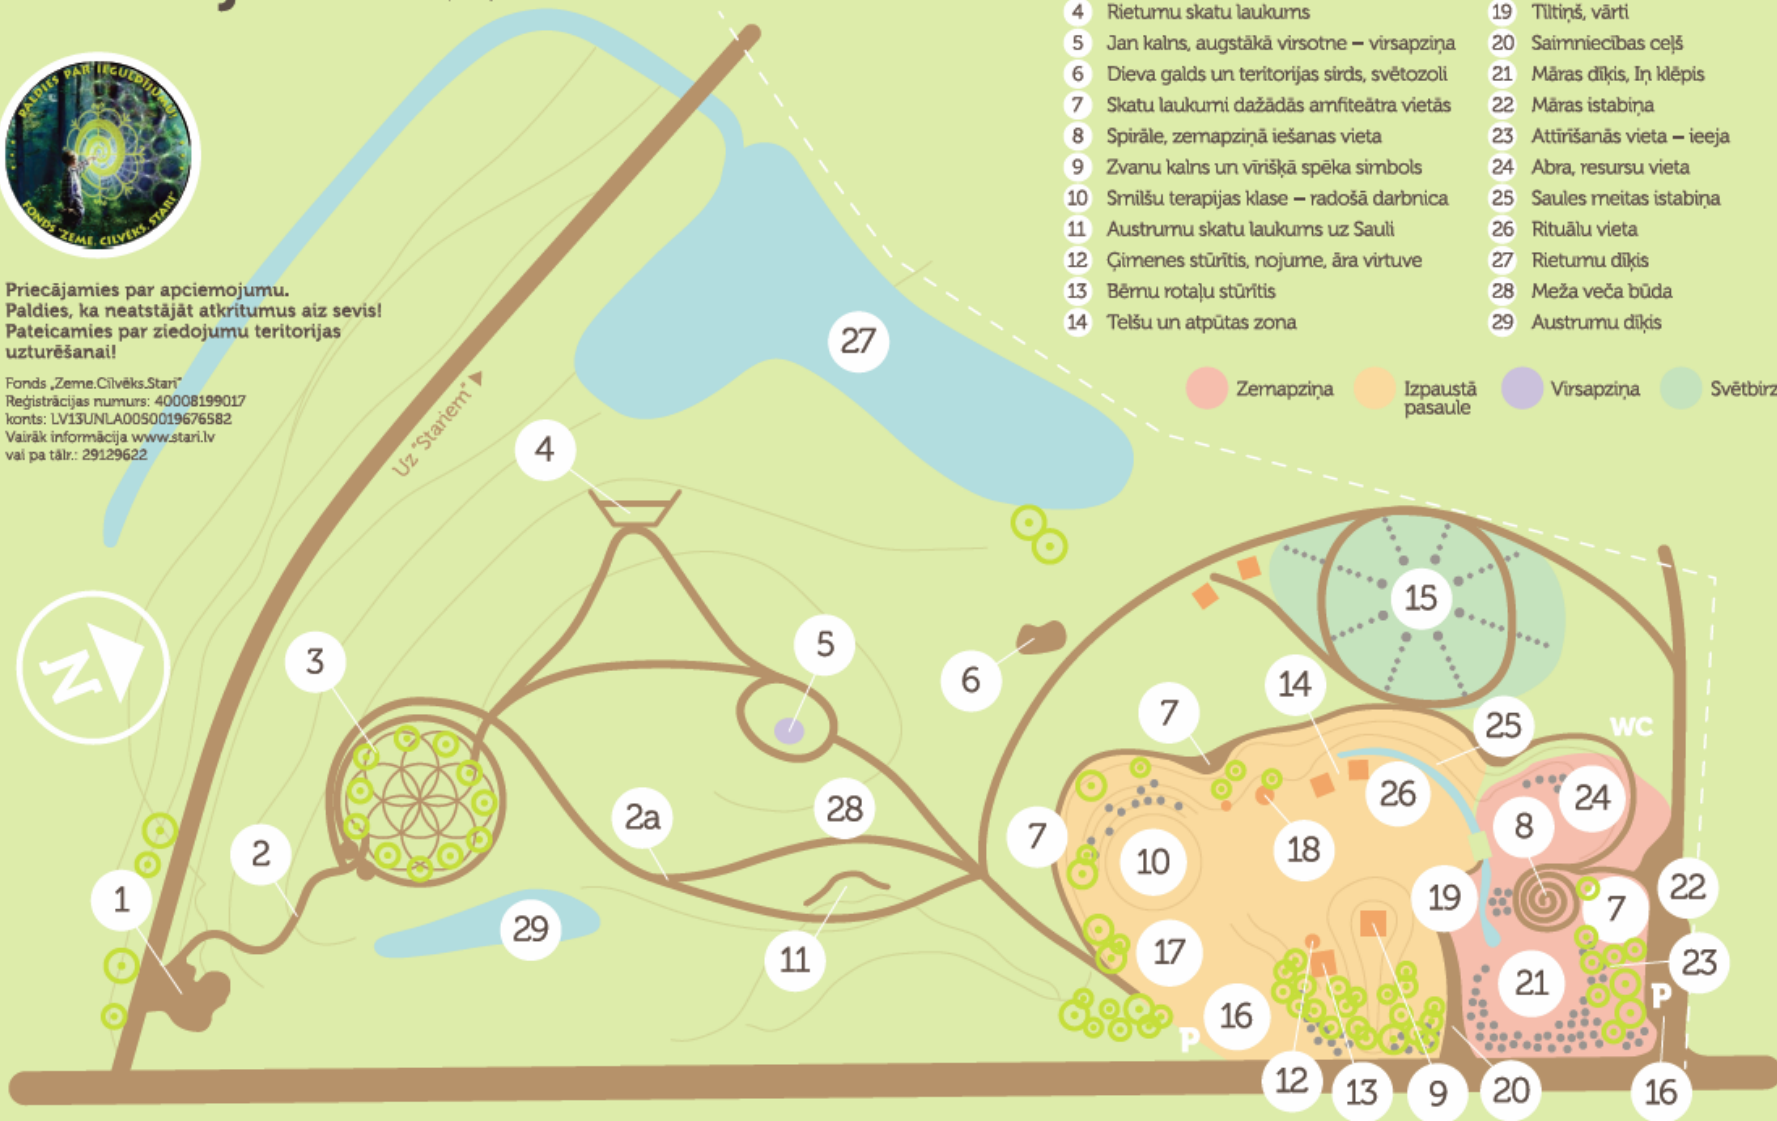 4 Rietumu skatu laukums
5 Jan kalns, augstākā virsotne – virsapziņa
6 Dieva galds un teritorijas sirds, svētozoli
7 Skatu laukumi dažādās amfiteātra vietās
8 Spirāle, zemapziņā iešanas vieta
9 Zvanu kalns un vīrišķā spēka simbols
10 Smilšu terapijas klase – radošā darbnica
11 Austrumu skatu laukums uz Sauli
12 Ģimenes stūrītis, nojume, āra virtuve
13 Bērnu rotaļu stūrītis
14 Telšu un atpūtas zona
19 Tiltiņš, vārti
20 Saimniecības ceļš
21 Māras dīķis, Iņ klēpis
22 Māras istabiņa
23 Attīrīšanās vieta – ieeja
24 Abra, resursu vieta
25 Saules meitas istabiņa
26 Rituālu vieta
27 Rietumu dīķis
28 Meža veča būda
29 Austrumu dīķis
Zemapziņa
Izpaustā
pasaule
Virsapziņa
Svētbirz
PALDIES PAR IEGULDĪJUMU!
FONDS "ZEME, CILVĒKS, STARI"
Priecājamies par apciemojumu.
Paldies, ka neatstājāt atkritumus aiz sevis!
Pateicamies par ziedojumu teritorijas
uzturēšanai!
Fonds „Zeme.Cilvēks.Stari"
Reģistrācijas numurs: 40008199017
konts: LV13UNLA0050019676582
Vairāk informācija www.stari.lv
vai pa tālr.: 29129622
Uz "Stariem"
N
27
4
15
5
3
6
14
7
25
WC
26
24
2a
28
7
8
18
10
2
1
19
22
7
29
17
11
23
21
P
16
P
12
13
9
20
16